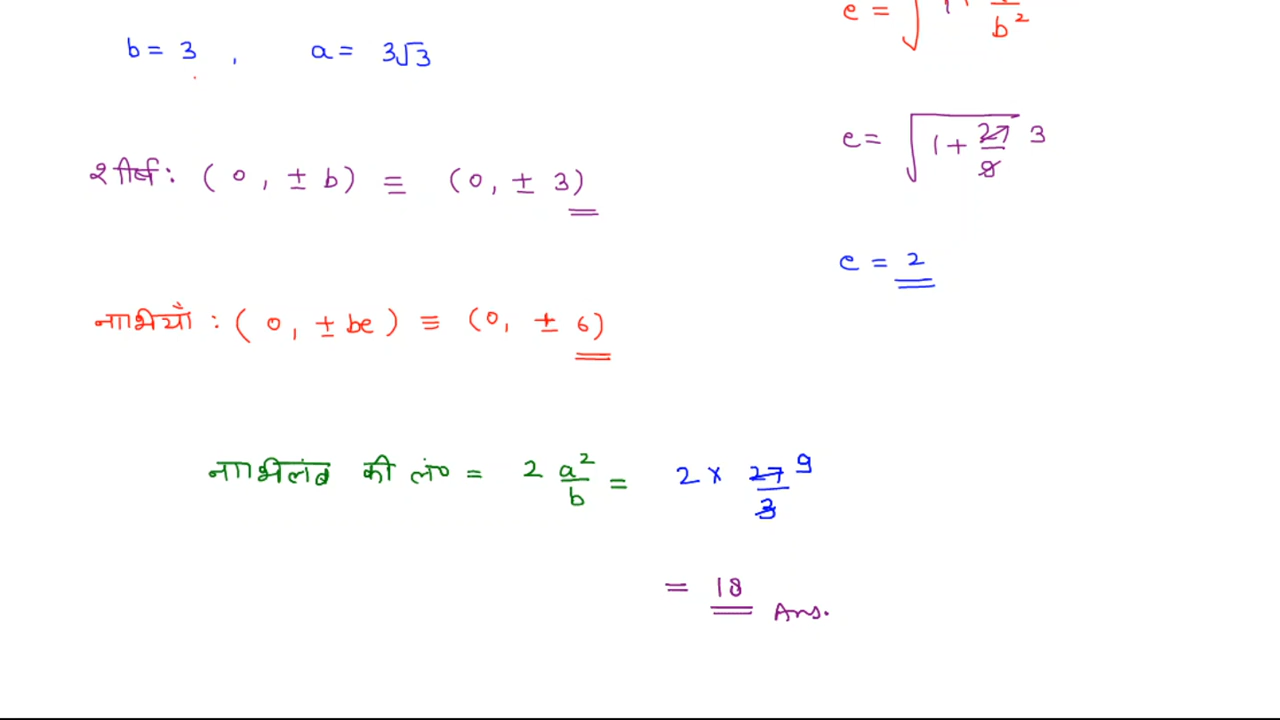 e = √1+ /b²
b = 3 , a = 3√3
e = √1 + 27/9 3
शीर्ष : ( 0 , ± b ) ≡ ( 0 , ± 3 )
e = 2
नाभियाँ : ( 0 , ± be ) ≡ ( 0 , ± 6 )
नाभिलंब की लं० = 2 a²/b = 2 × 27/3 9
= 18 Ans.